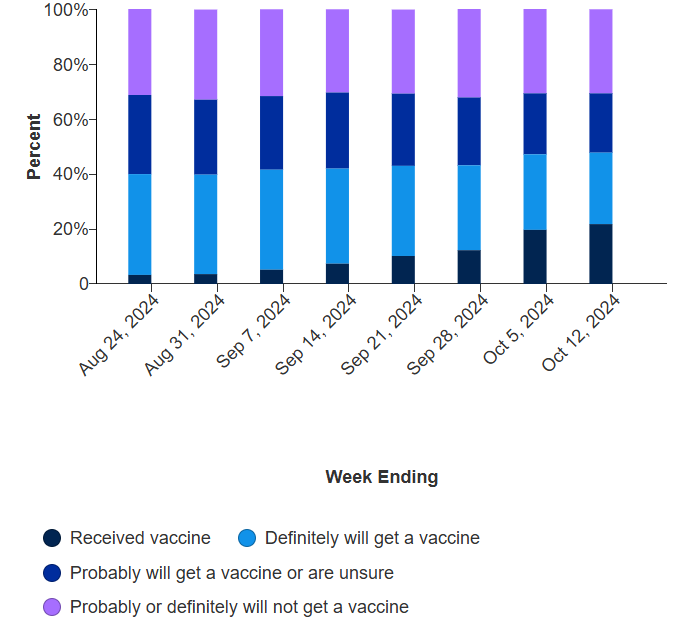 100%
80%
60%
40%
20%
0
Percent
Aug 24, 2024
Aug 31, 2024
Sep 7, 2024
Sep 14, 2024
Sep 21, 2024
Sep 28, 2024
Oct 5, 2024
Oct 12, 2024
Week Ending
Received vaccine
Definitely will get a vaccine
Probably will get a vaccine or are unsure
Probably or definitely will not get a vaccine